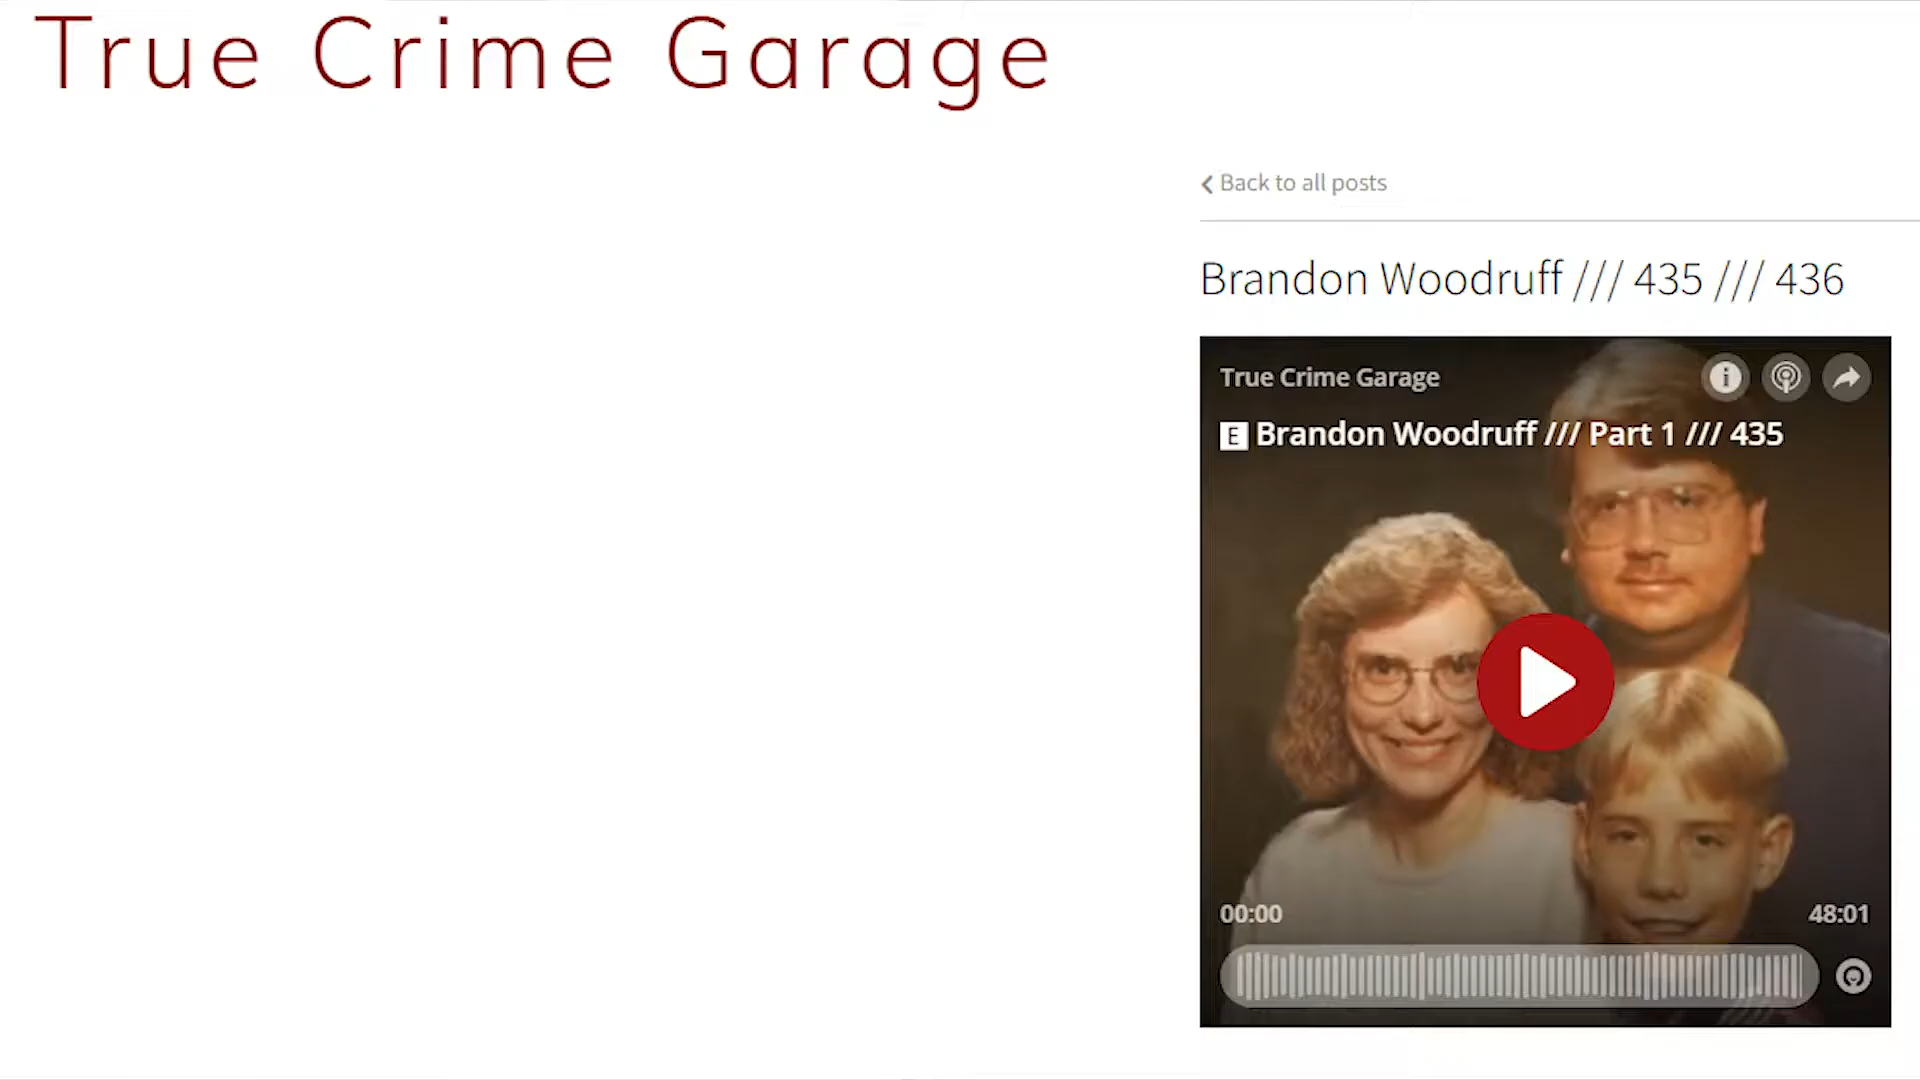 True Crime Garage
Back to all posts
Brandon Woodruff /// 435 /// 436
True Crime Garage
E Brandon Woodruff /// Part 1 /// 435
00:00
48:01